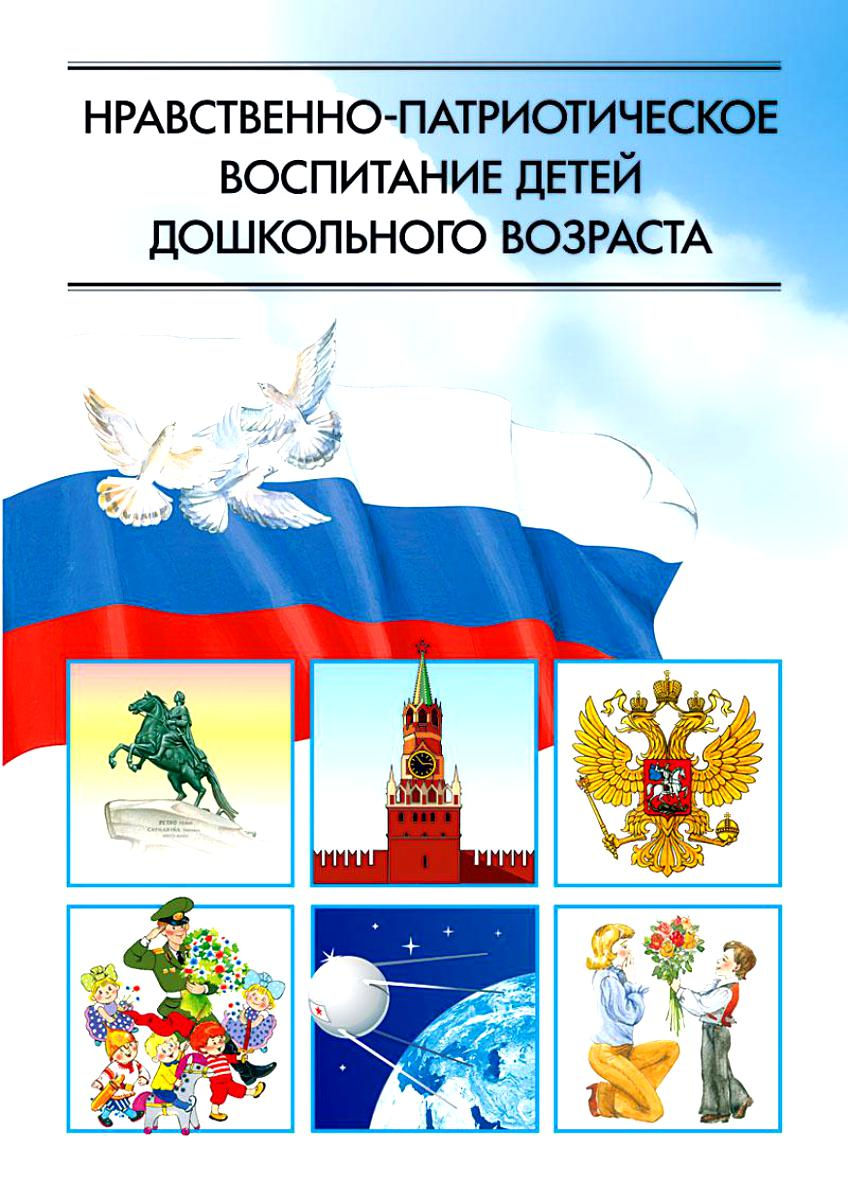 НРАВСТВЕННО-ПАТРИОТИЧЕСКОЕ
ВОСПИТАНИЕ ДЕТЕЙ
ДОШКОЛЬНОГО ВОЗРАСТА